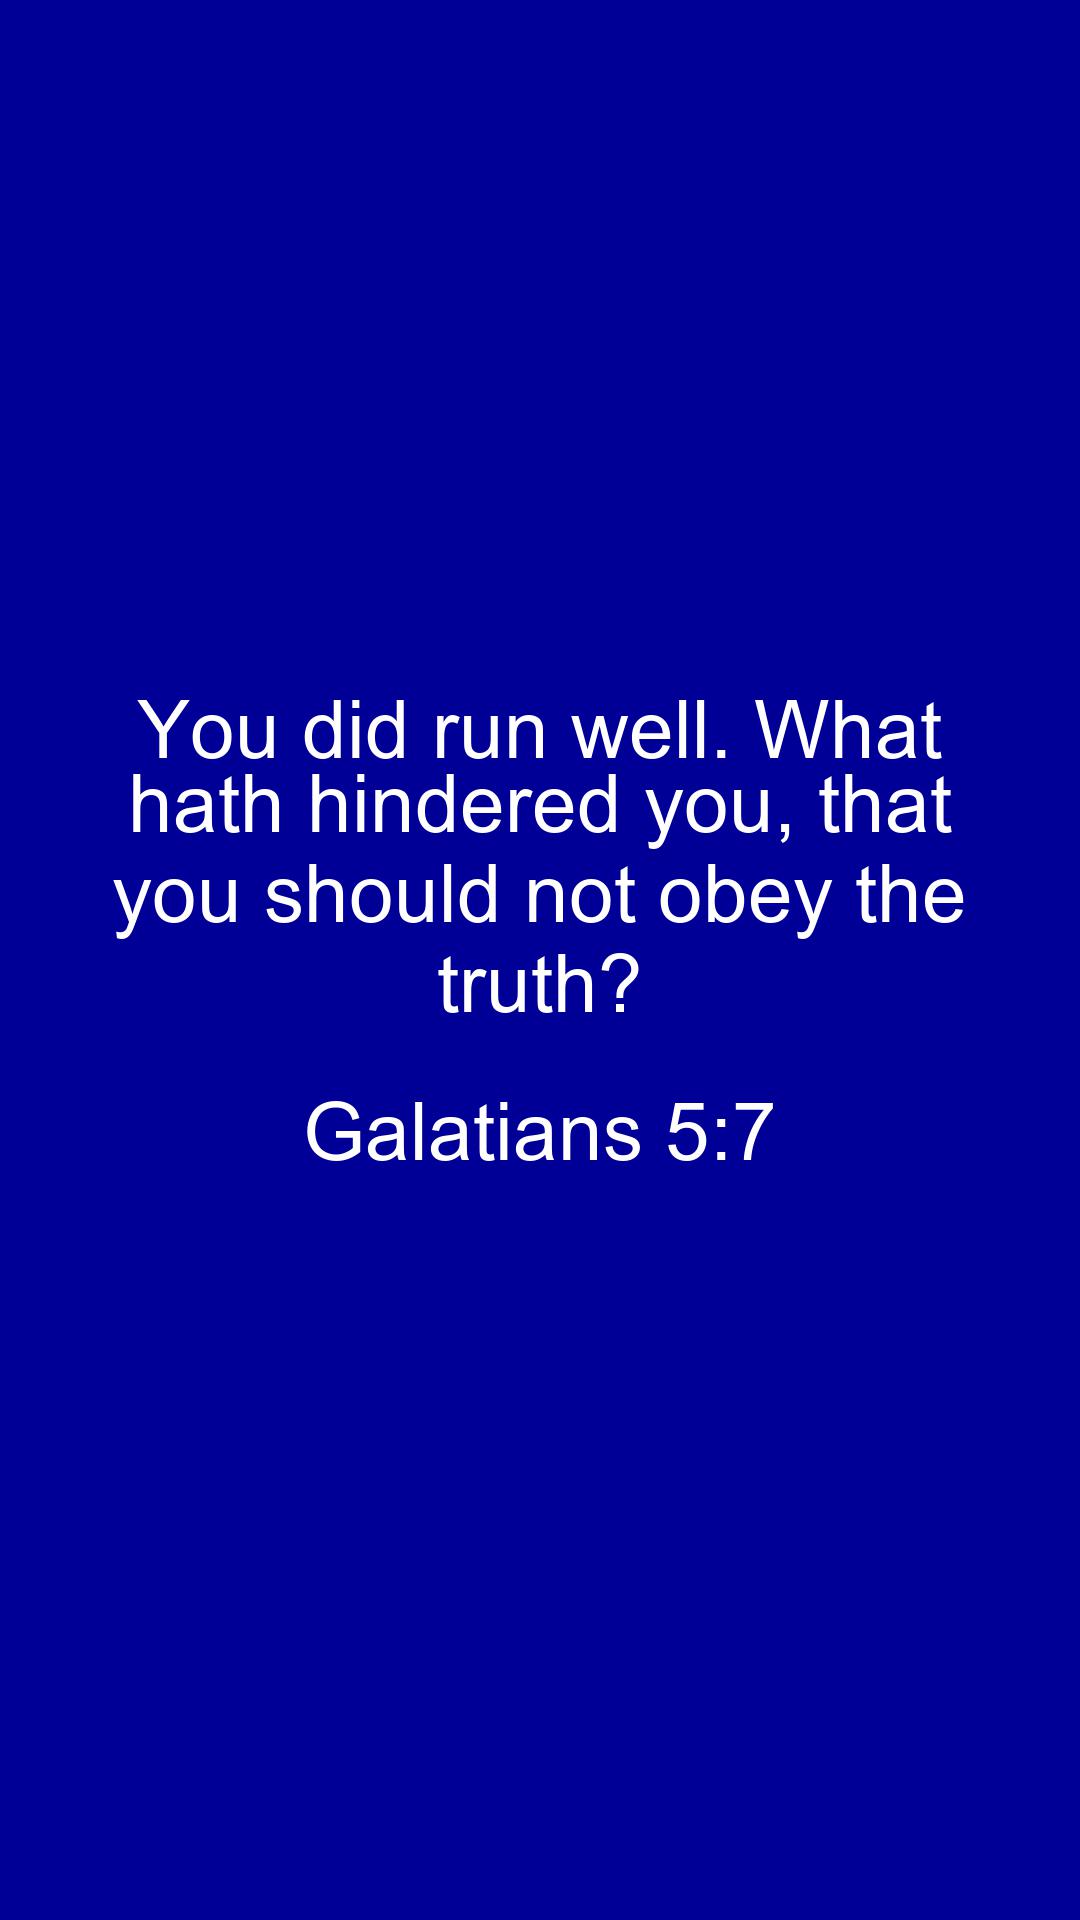 You did run well. What
hath hindered you, that
you should not obey the
truth?
Galatians 5:7